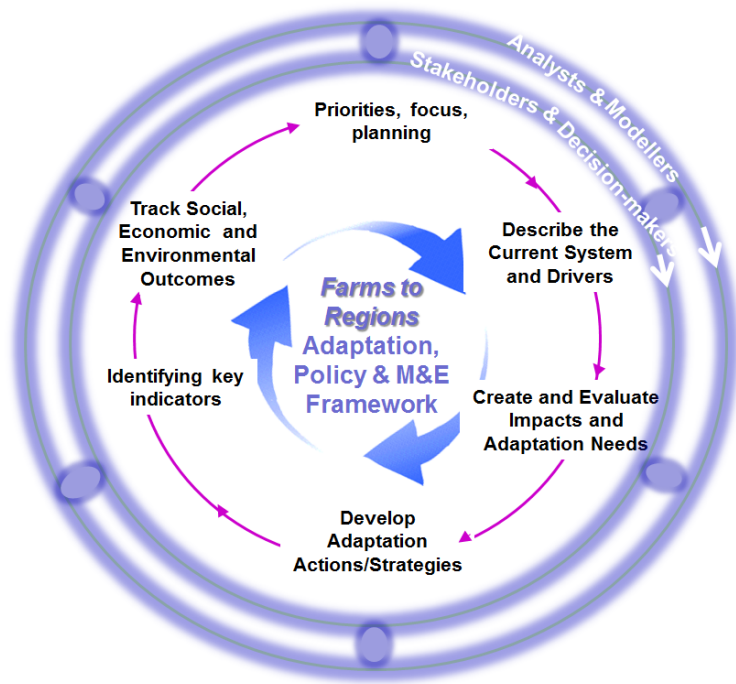 Analysts & Modellers
Stakeholders & Decision-makers
Priorities, focus,
planning
Describe the
Current System
and Drivers
Create and Evaluate
Impacts and
Adaptation Needs
Develop
Adaptation
Actions/Strategies
Identifying key
indicators
Track Social,
Economic and
Environmental
Outcomes
Farms to
Regions
Adaptation,
Policy & M&E
Framework